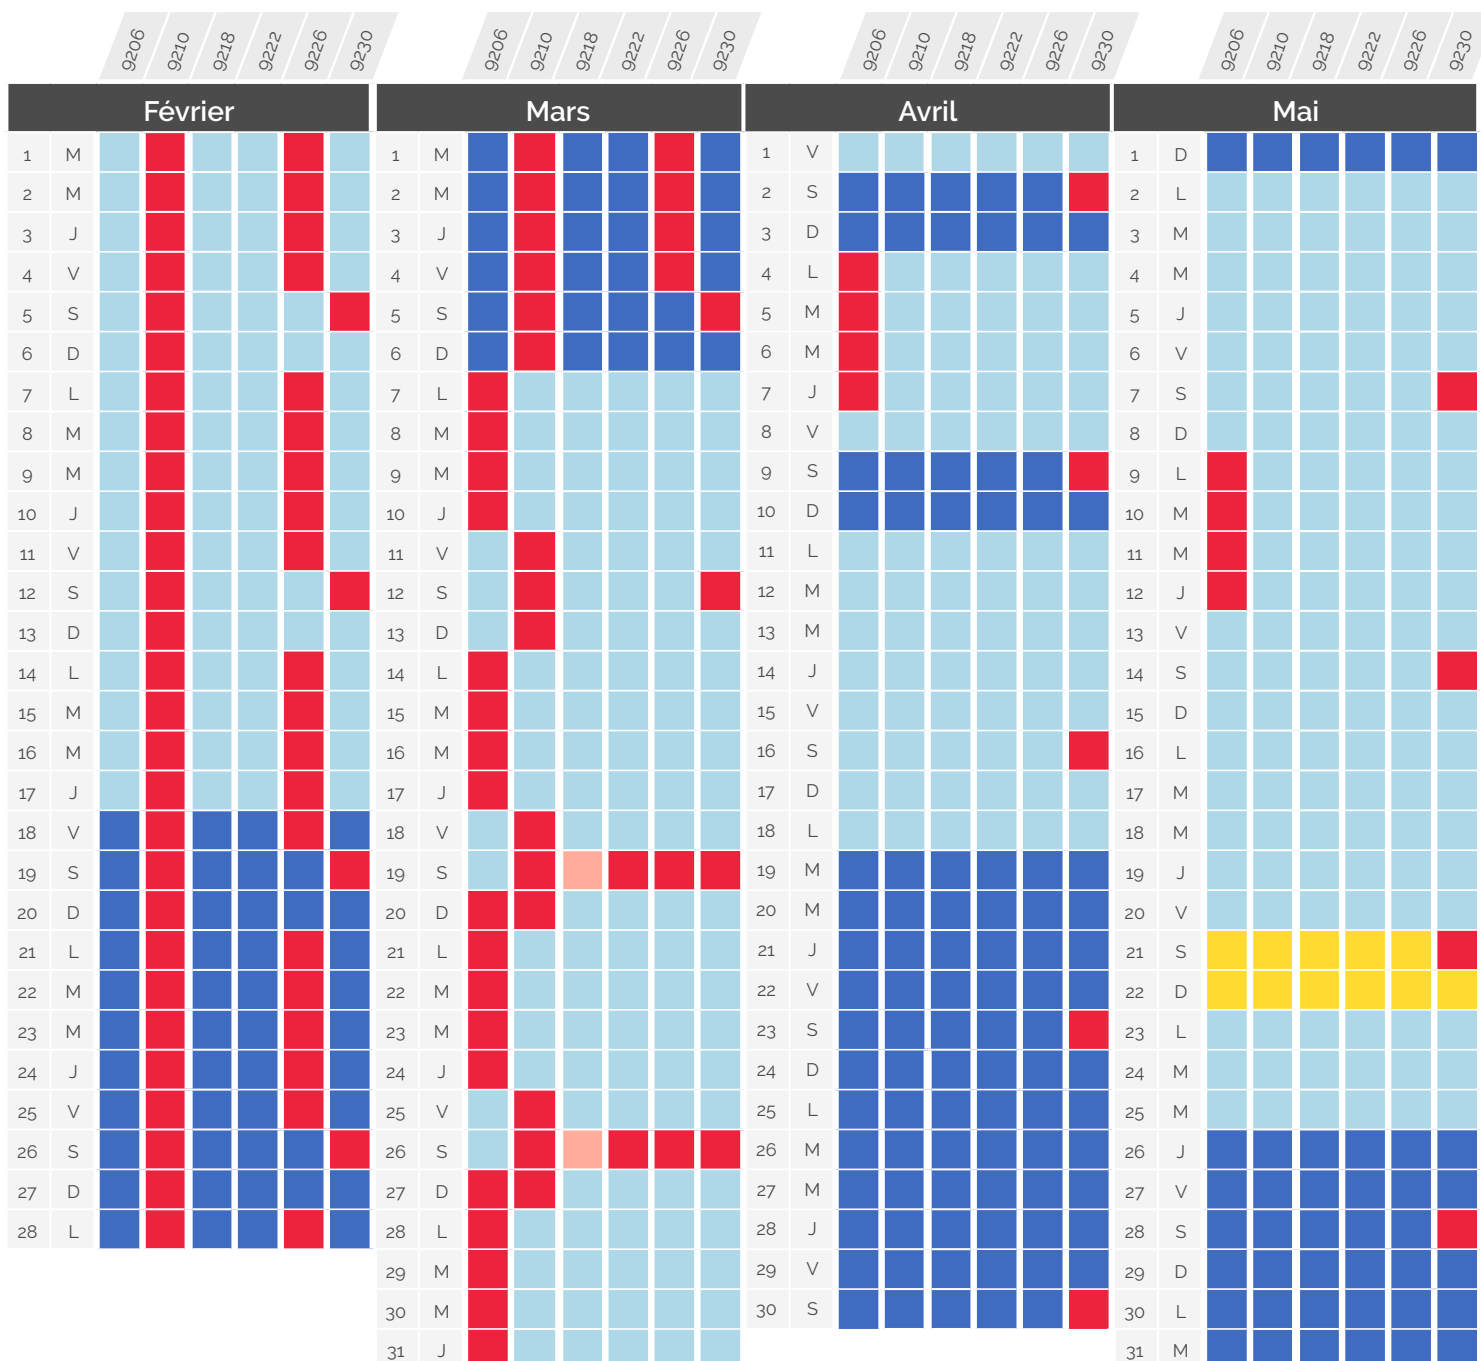 9206 9210 9218 9222 9226 9230 9206 9210 9218 9222 9226 9230 9206 9210 9218 9222 9226 9230 9206 9210 9218 9222 9226 9230
Février Mars Avril Mai
1 M 1 M 1 V 1 D
2 M 2 M 2 S 2 L
3 J 3 J 3 D 3 M
4 V 4 V 4 L 4 M
5 S 5 S 5 M 5 J
6 D 6 D 6 M 6 V
7 L 7 L 7 J 7 S
8 M 8 M 8 V 8 D
9 M 9 M 9 S 9 L
10 J 10 J 10 D 10 M
11 V 11 V 11 L 11 M
12 S 12 S 12 M 12 J
13 D 13 D 13 M 13 V
14 L 14 L 14 J 14 S
15 M 15 M 15 V 15 D
16 M 16 M 16 S 16 L
17 J 17 J 17 D 17 M
18 V 18 V 18 L 18 M
19 S 19 S 19 M 19 J
20 D 20 D 20 M 20 V
21 L 21 L 21 J 21 S
22 M 22 M 22 V 22 D
23 M 23 M 23 S 23 L
24 J 24 J 24 D 24 M
25 V 25 V 25 L 25 M
26 S 26 S 26 M 26 J
27 D 27 D 27 M 27 V
28 L 28 L 28 J 28 S
29 M 29 V 29 D
30 M 30 S 30 L
31 J 31 M